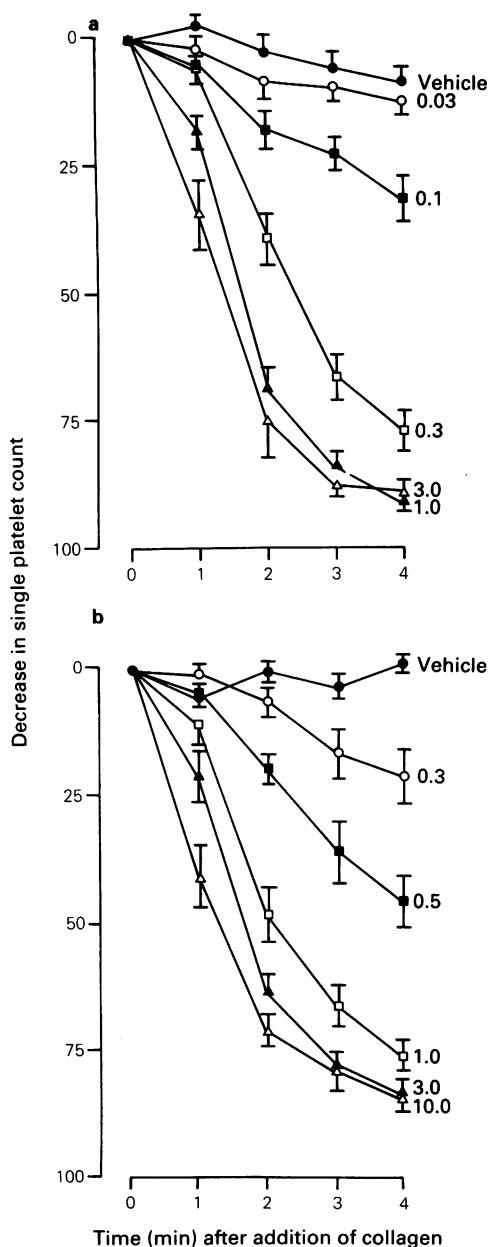 a
0
25
50
75
100
Vehicle
0.03
0.1
0.3
3.0
1.0
0 1 2 3 4
Decrease in single platelet count
b
0
25
50
75
100
Vehicle
0.3
0.5
1.0
3.0
10.0
0 1 2 3 4
Time (min) after addition of collagen